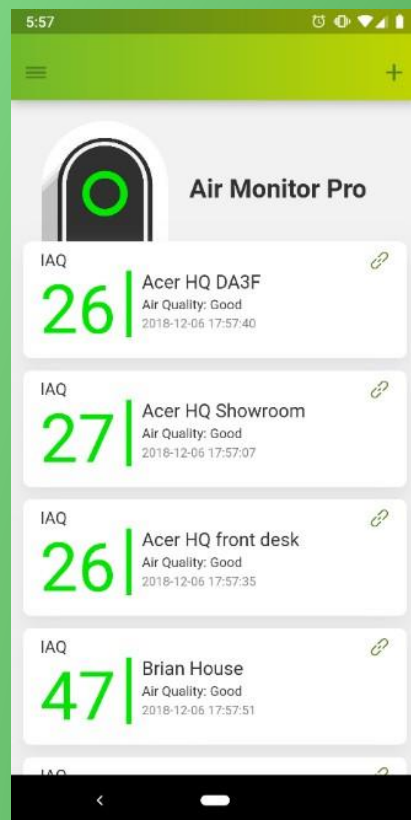 5:57
Air Monitor Pro
IAQ
26
Acer HQ DA3F
Air Quality: Good
2018-12-06 17:57:40
IAQ
27
Acer HQ Showroom
Air Quality: Good
2018-12-06 17:57:07
IAQ
26
Acer HQ front desk
Air Quality: Good
2018-12-06 17:57:35
IAQ
47
Brian House
Air Quality: Good
2018-12-06 17:57:51
IAQ